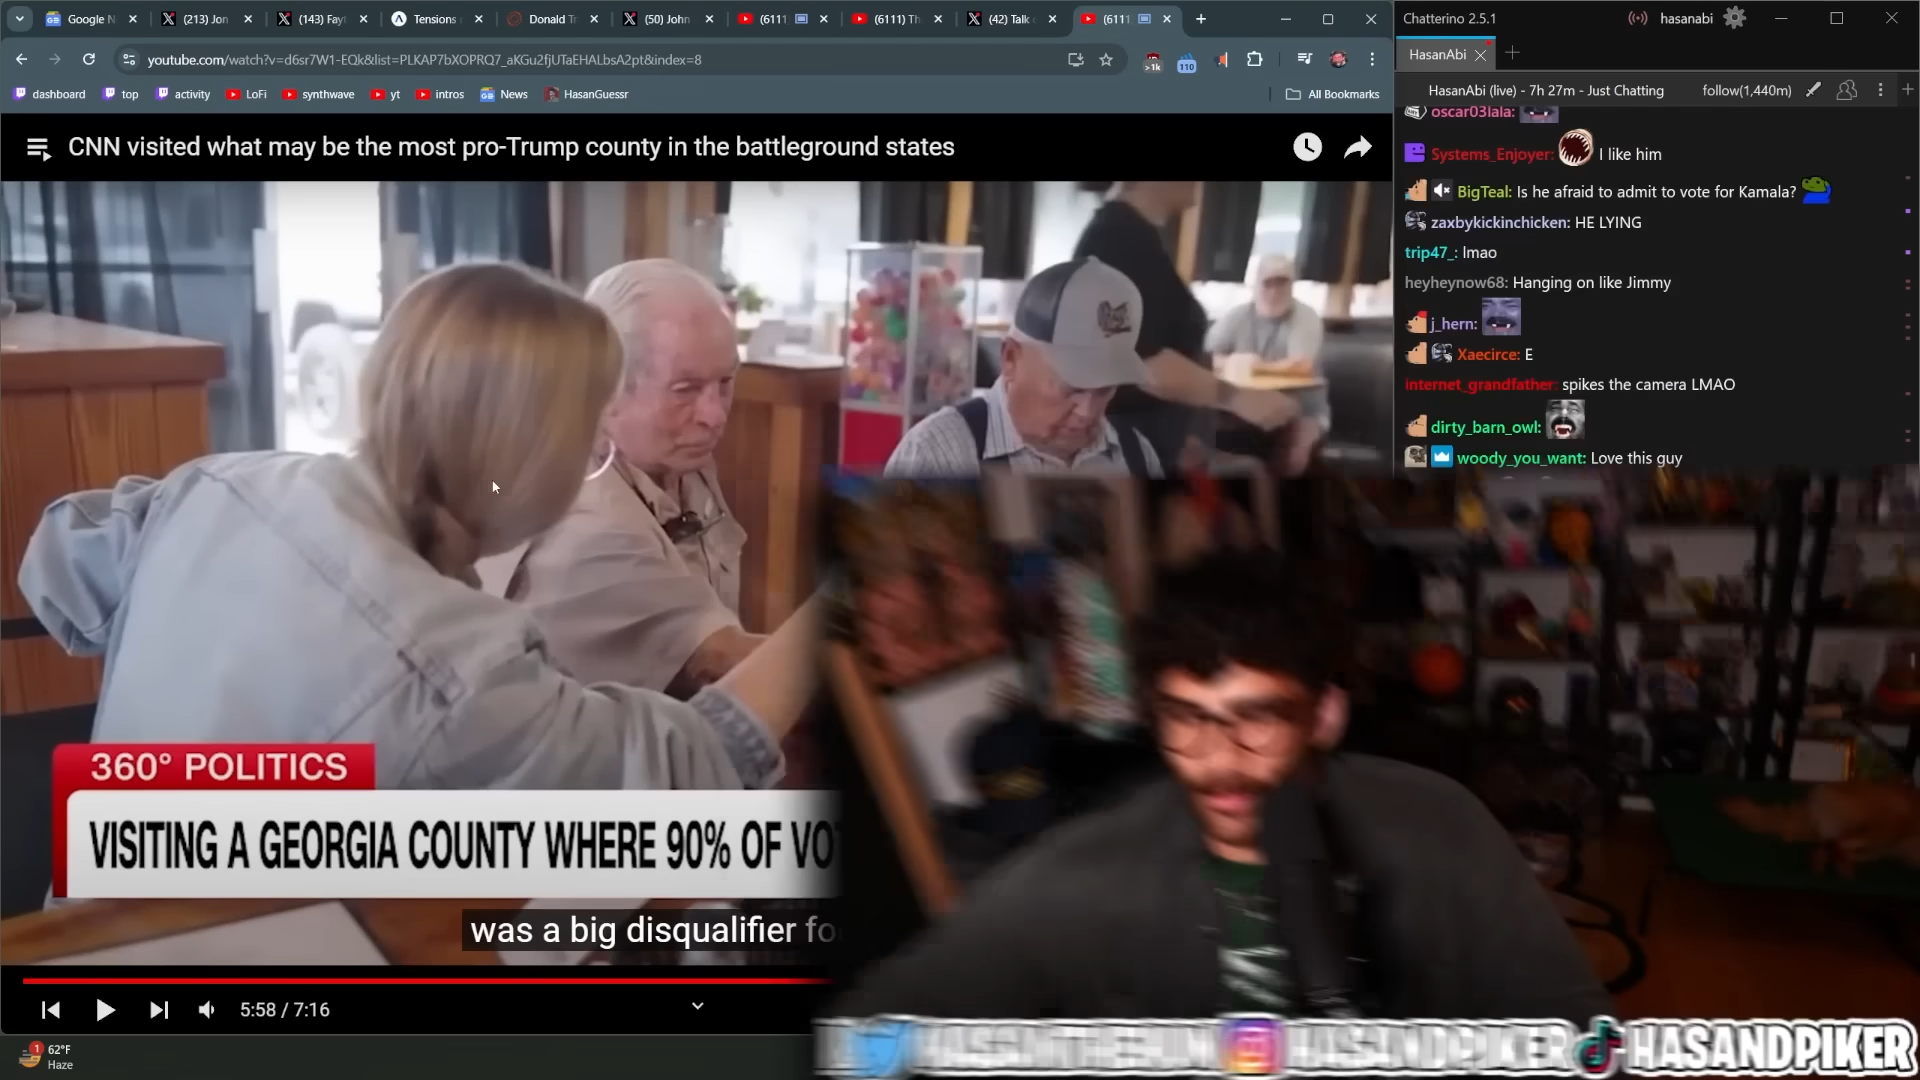 Google N
(213) Jon
(143) Fayt
Tensions
Donald Tr
(50) John
(6111
(6111) Th
(42) Talk
(6111
youtube.com/watch?v=d6sr7W1-EQk&list=PLKAP7bXOPRQ7_aKGu2fjUTaEHALbsA2pt&index=8
>1k
110
dashboard
top
activity
LoFi
synthwave
yt
intros
News
HasanGuessr
All Bookmarks
CNN visited what may be the most pro-Trump county in the battleground states
360° POLITICS
VISITING A GEORGIA COUNTY WHERE 90% OF VO
was a big disqualifier fo
5:58 / 7:16
1
62°F
Haze
Chatterino 2.5.1
hasanabi
HasanAbi
HasanAbi (live) - 7h 27m - Just Chatting
follow(1,440m)
oscar03lala:
Systems_Enjoyer: I like him
BigTeal: Is he afraid to admit to vote for Kamala?
zaxbykickinchicken: HE LYING
trip47_: lmao
heyheynow68: Hanging on like Jimmy
j_hern:
Xaecirce: E
internet_grandfather: spikes the camera LMAO
dirty_barn_owl:
woody_you_want: Love this guy
HASANDPIKER
HASANDPIKER